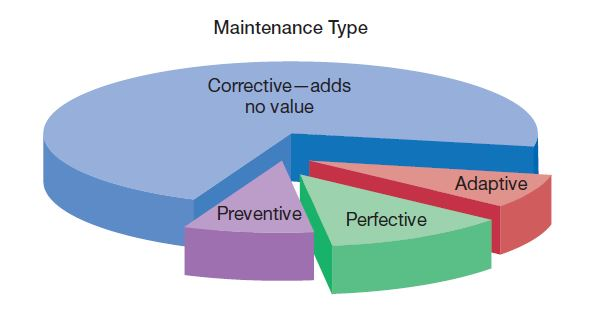 Maintenance Type
Corrective—adds
no value
Adaptive
Preventive
Perfective